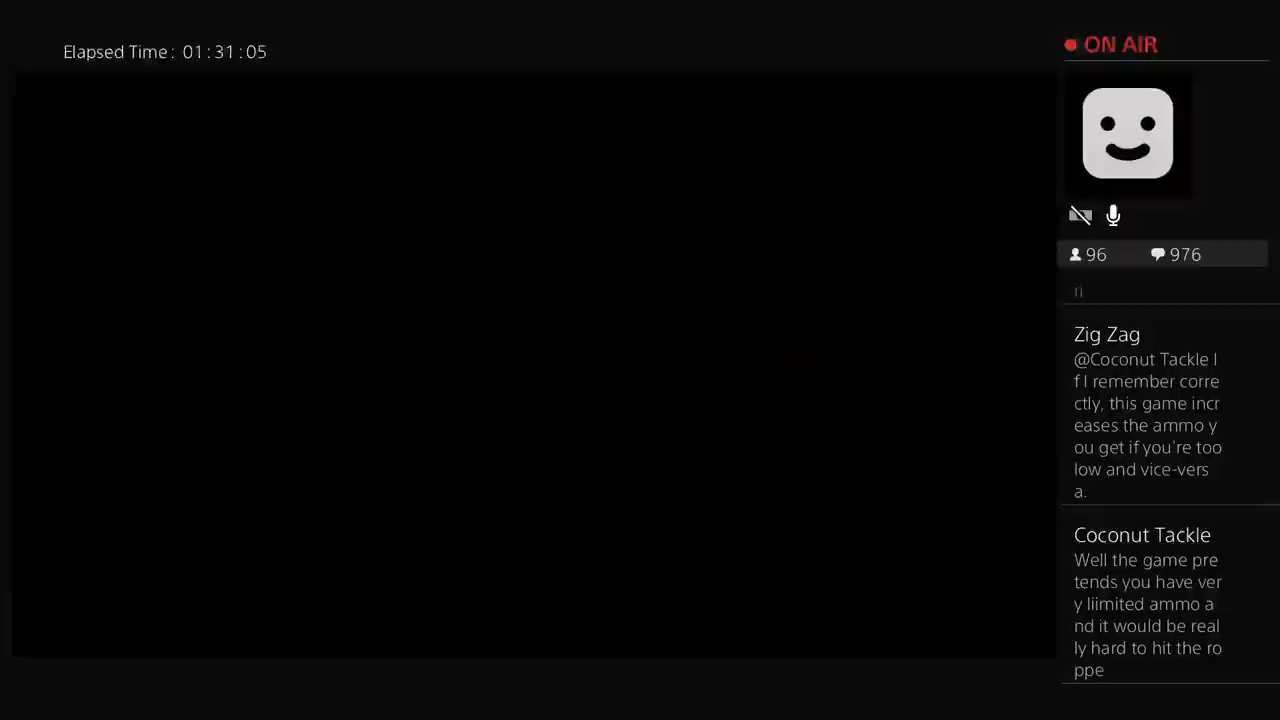 Elapsed Time: 01:31:05
ON AIR
96 976
ri
Zig Zag
@Coconut Tackle I
f I remember corre
ctly, this game incr
eases the ammo y
ou get if you're too
low and vice-vers
a.
Coconut Tackle
Well the game pre
tends you have ver
y liimited ammo a
nd it would be real
ly hard to hit the ro
ppe